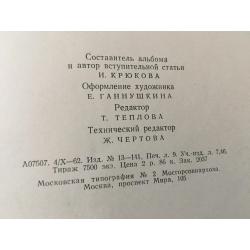 Составитель альбома
и автор вступительной статьи
И. КРЮКОВА
Оформление художника
Е. ГАННУШКИНА
Редактор
Т. ТЕПЛОВА
Технический редактор
Ж. ЧЕРТОВА
А07507. 4/X—62. Изд. № 13—141. Печ. л. 9. Уч.-изд. л. 7,46.
Тираж 7500 экз. Цена 2 р. 86 к. Зак. 2057
Московская типография № 2 Мосгорсовнархоза.
Москва, проспект Мира, 105